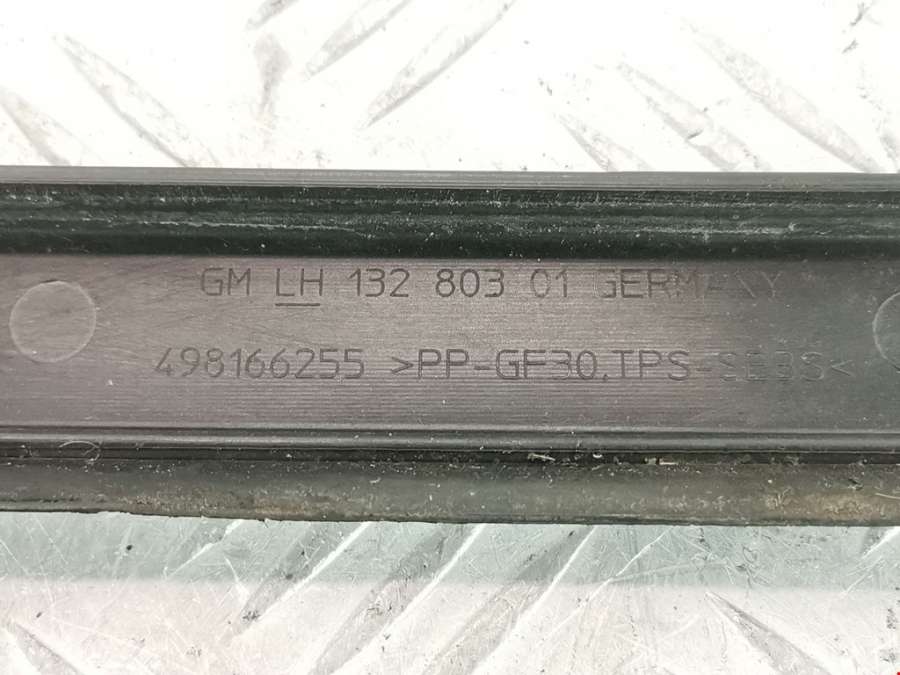 GM LH 132 803 01 GERMANY
498166255 >PP-GF30,TPS-SEBS<